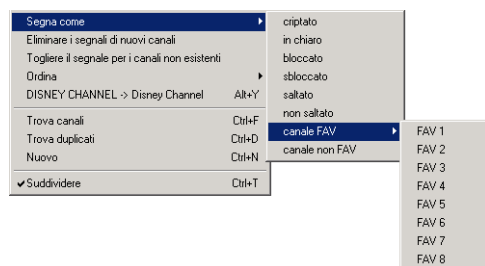 Segna come
Eliminare i segnali di nuovi canali
Togliere il segnale per i canali non esistenti
Ordina
DISNEY CHANNEL -> Disney Channel Alt+Y
Trova canali Ctrl+F
Trova duplicati Ctrl+D
Nuovo Ctrl+N
Suddividere Ctrl+T
criptato
in chiaro
bloccato
sbloccato
saltato
non saltato
canale FAV
canale non FAV
FAV 1
FAV 2
FAV 3
FAV 4
FAV 5
FAV 6
FAV 7
FAV 8